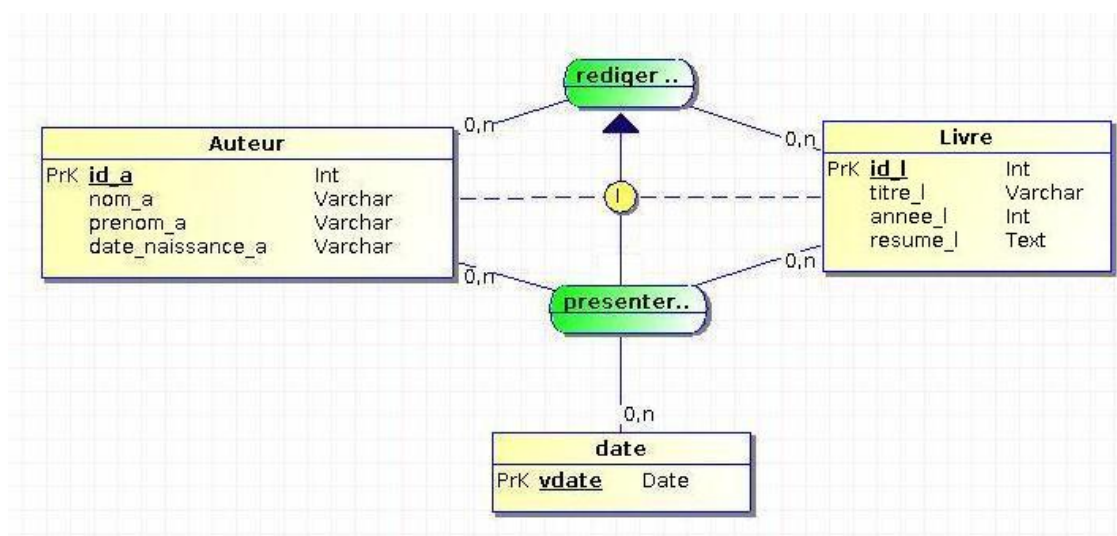 rediger ..
0,n
0,n
Auteur
PrK id_a Int
nom_a Varchar
prenom_a Varchar
date_naissance_a Varchar
Livre
PrK id_l Int
titre_l Varchar
annee_l Int
resume_l Text
I
0,n
0,n
presenter..
0,n
date
PrK vdate Date